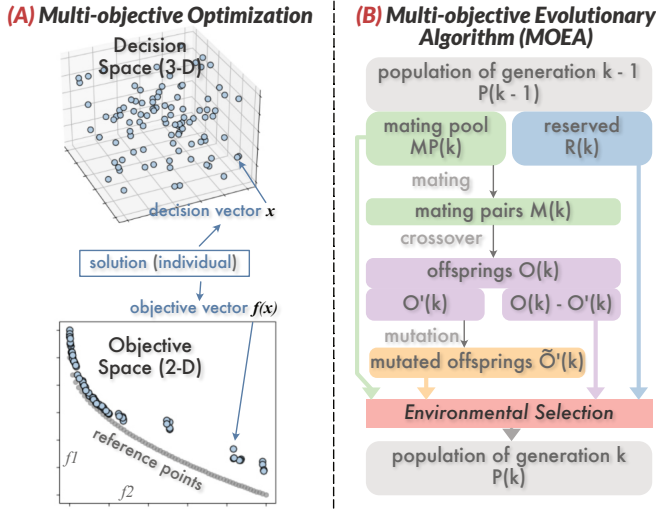 (A) Multi-objective Optimization
Decision
Space (3-D)
decision vector x
solution (individual)
objective vector f(x)
Objective
Space (2-D)
reference points
f1
f2
(B) Multi-objective Evolutionary
Algorithm (MOEA)
population of generation k - 1
P(k - 1)
mating pool
MP(k)
reserved
R(k)
mating
mating pairs M(k)
crossover
offsprings O(k)
O'(k)
O(k) - O'(k)
mutation
mutated offsprings Õ'(k)
Environmental Selection
population of generation k
P(k)